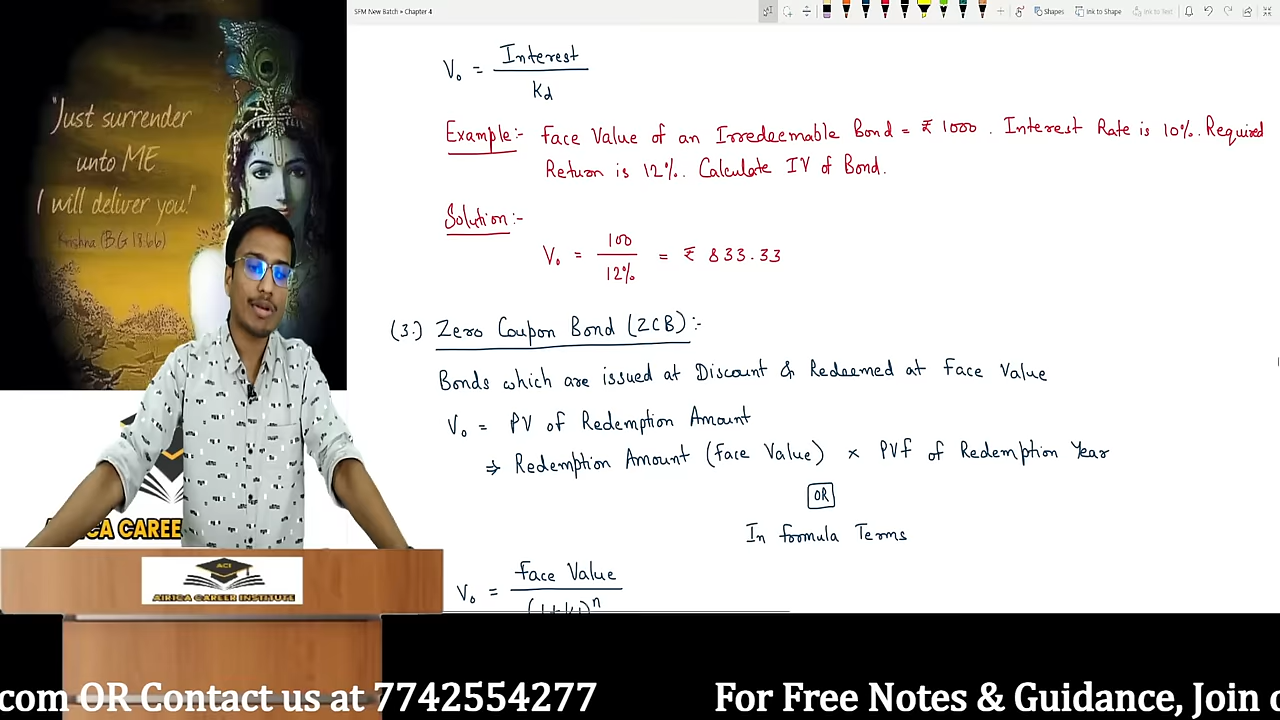 SFM New Batch » Chapter 4
Shapes
Ink to Shape
Ink to Text
"Just surrender
unto ME
I will deliver you!"
Krishna (BG 18:66)
V₀ = Interest / Kd
Example:- Face Value of an Irredeemable Bond = ₹ 1000. Interest Rate is 10%. Required
Return is 12%. Calculate IV of Bond.
Solution:-
V₀ = 100 / 12% = ₹ 833.33
(3.) Zero Coupon Bond (ZCB):-
Bonds which are issued at Discount & Redeemed at Face Value
V₀ = PV of Redemption Amount
⇒ Redemption Amount (Face Value) × PVf of Redemption Year
OR
In formula Terms
V₀ = Face Value / (1+Kd)ⁿ
CA CAREE
ACI
AIRICA CAREER INSTITUTE
.com OR Contact us at 7742554277 For Free Notes & Guidance, Join